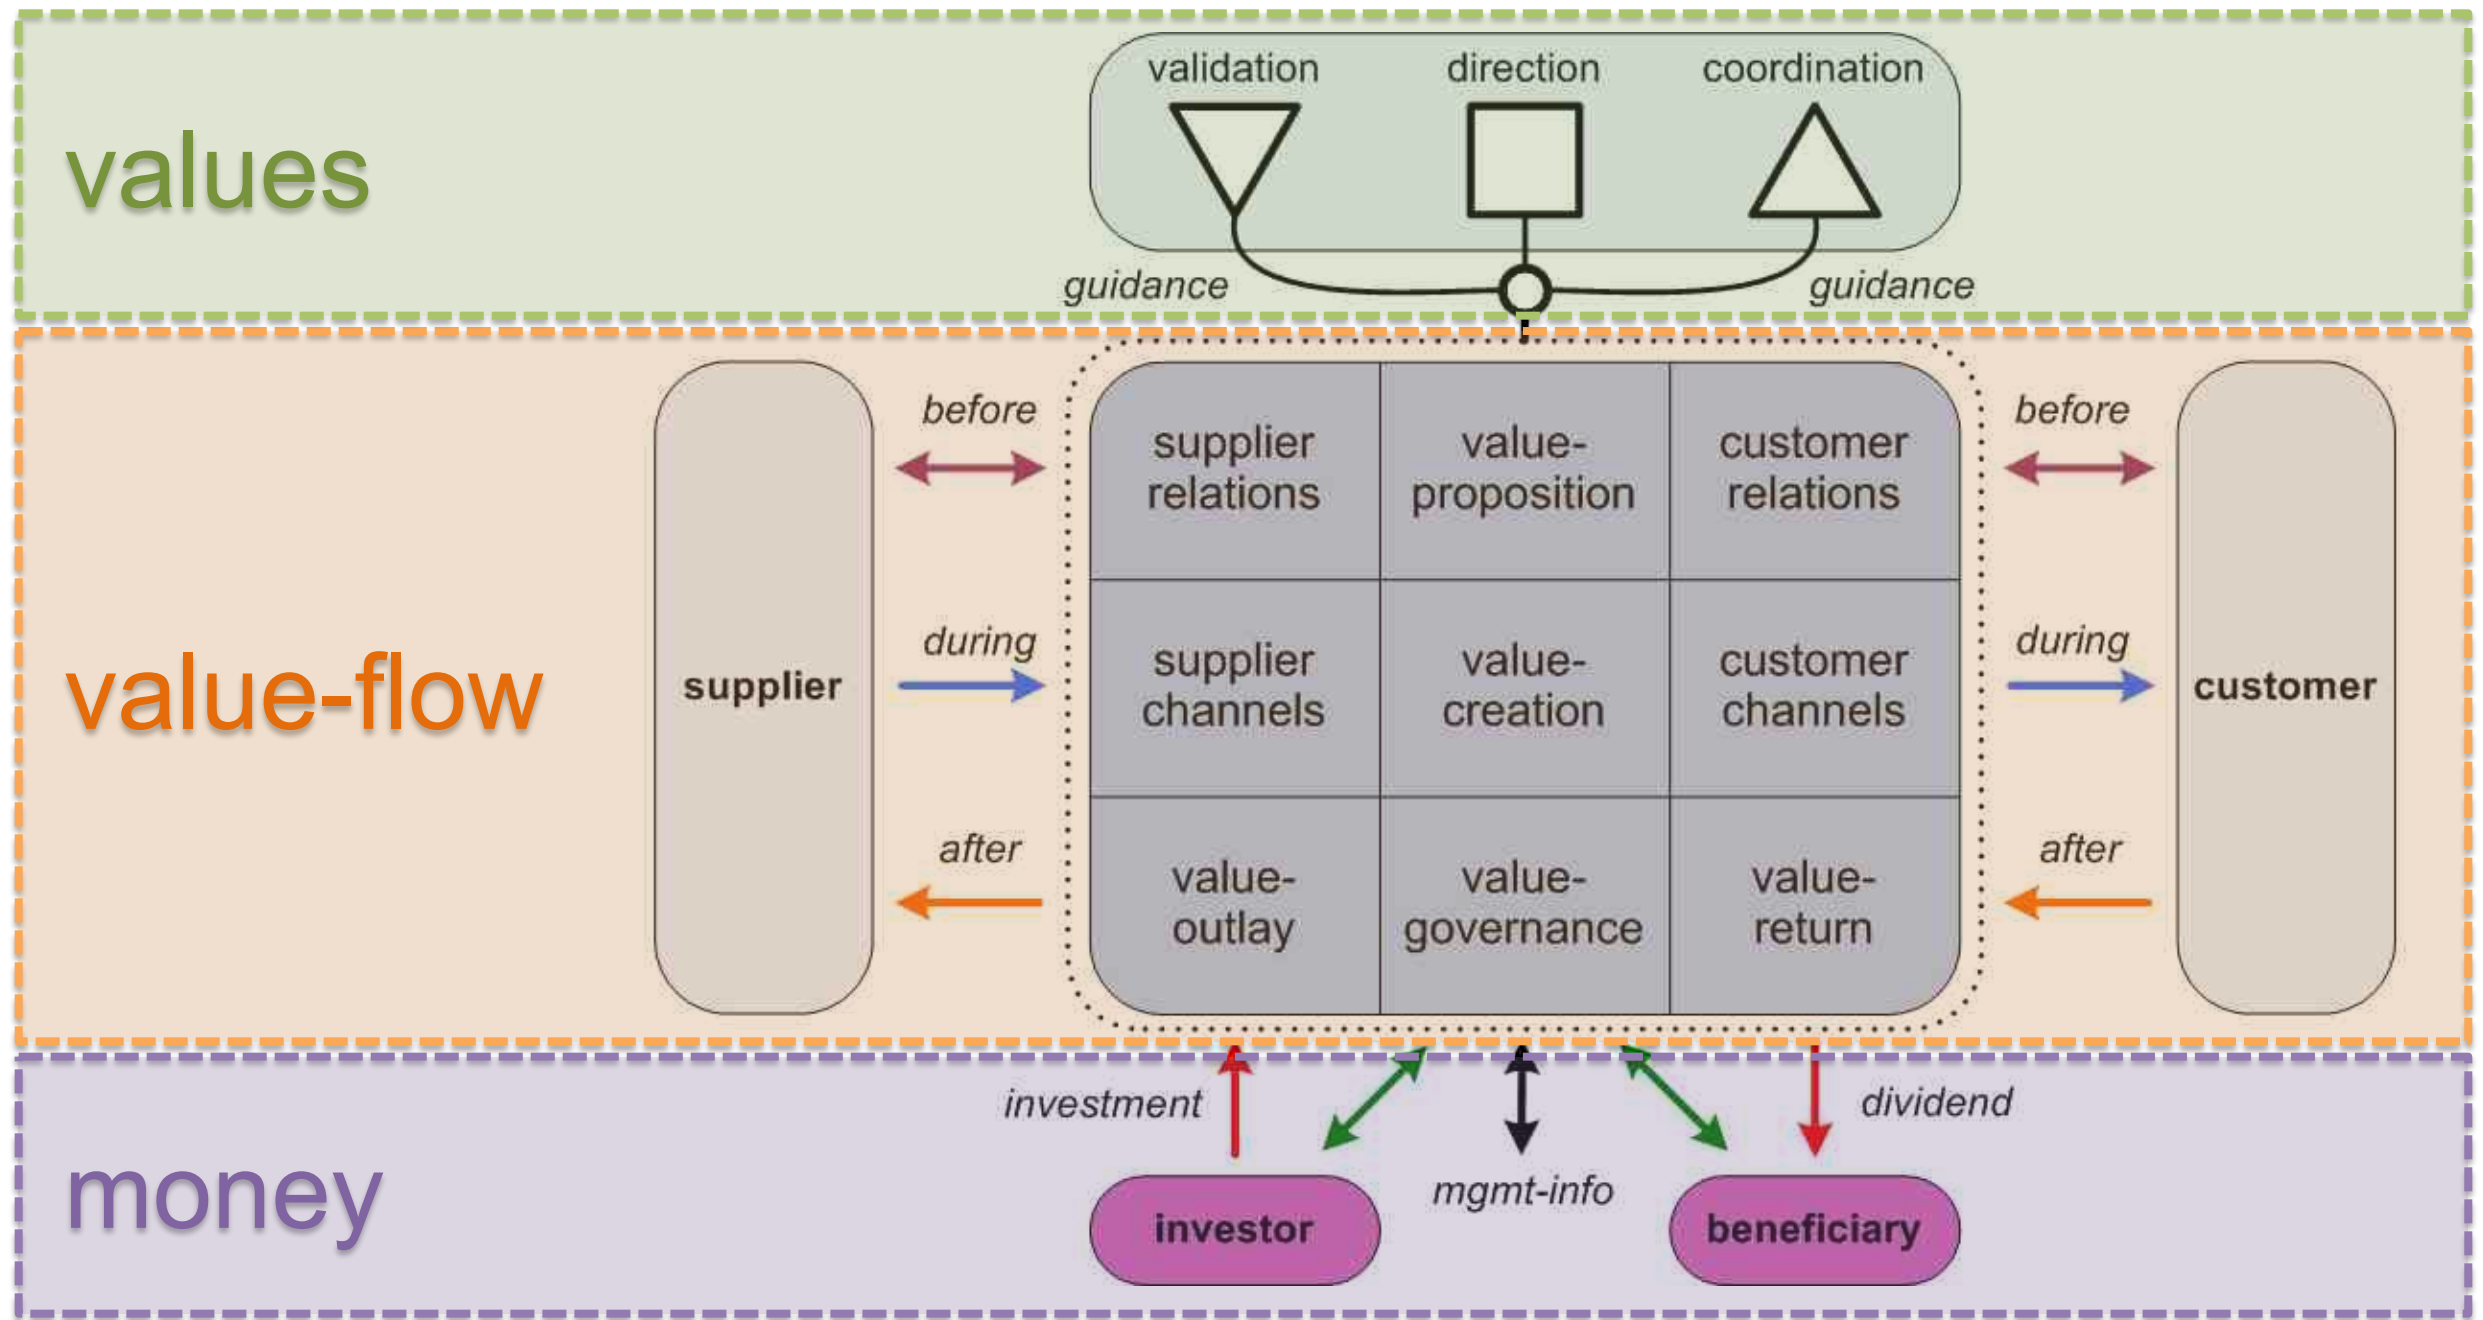 values
validation
direction
coordination
guidance
guidance
value-flow
supplier
before
during
after
supplier
relations
value-
proposition
customer
relations
supplier
channels
value-
creation
customer
channels
value-
outlay
value-
governance
value-
return
before
during
after
customer
money
investment
mgmt-info
dividend
investor
beneficiary